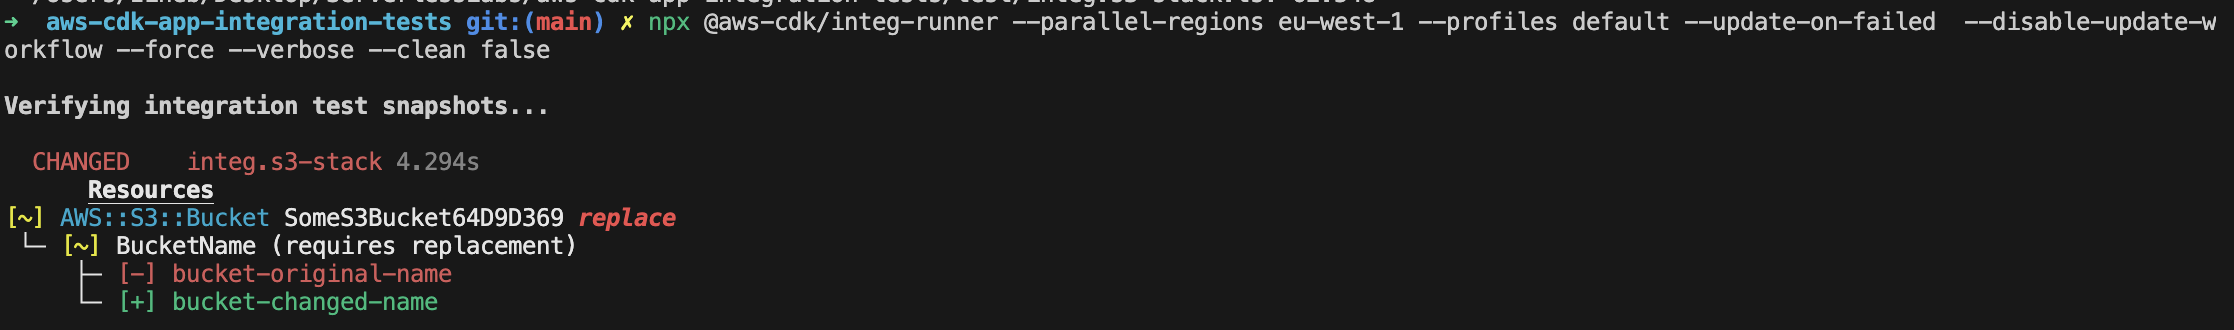 ➜  aws-cdk-app-integration-tests git:(main) ✗ npx @aws-cdk/integ-runner --parallel-regions eu-west-1 --profiles default --update-on-failed  --disable-update-w
orkflow --force --verbose --clean false
Verifying integration test snapshots...
CHANGED    integ.s3-stack 4.294s
Resources
[~] AWS::S3::Bucket SomeS3Bucket64D9D369 replace
└─ [~] BucketName (requires replacement)
├─ [-] bucket-original-name
└─ [+] bucket-changed-name